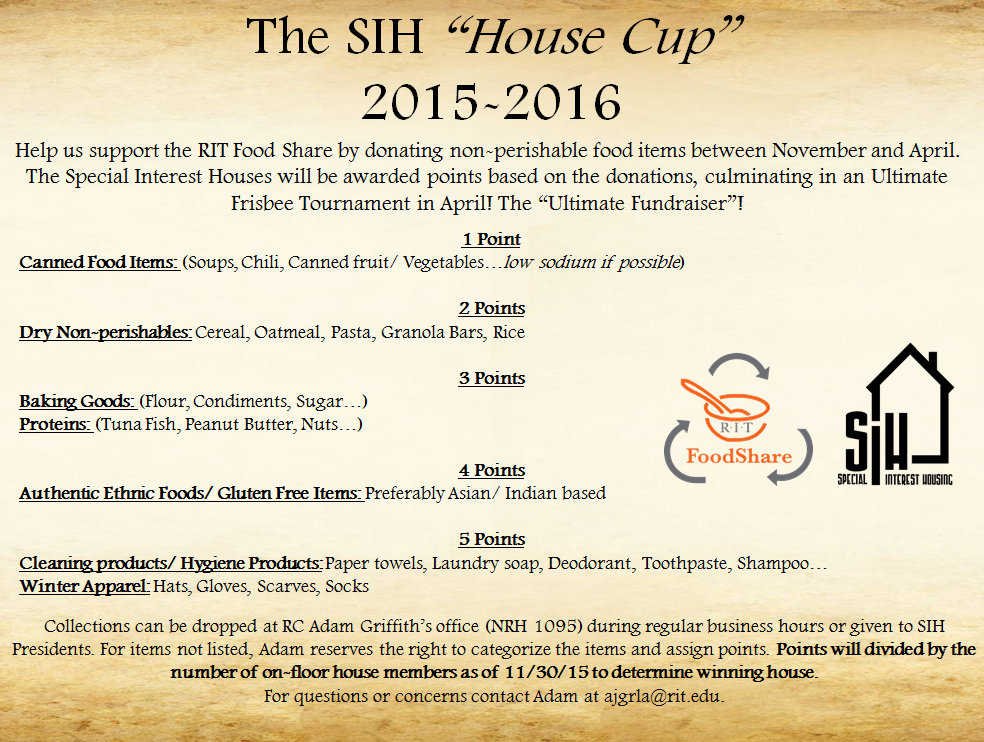 The SIH “House Cup”
2015-2016
Help us support the RIT Food Share by donating non-perishable food items between November and April.
The Special Interest Houses will be awarded points based on the donations, culminating in an Ultimate
Frisbee Tournament in April! The “Ultimate Fundraiser”!
1 Point
Canned Food Items: (Soups, Chili, Canned fruit/ Vegetables…low sodium if possible)
2 Points
Dry Non-perishables: Cereal, Oatmeal, Pasta, Granola Bars, Rice
3 Points
Baking Goods: (Flour, Condiments, Sugar…)
Proteins: (Tuna Fish, Peanut Butter, Nuts…)
4 Points
Authentic Ethnic Foods/ Gluten Free Items: Preferably Asian/ Indian based
R·I·T
FoodShare
SIH
SPECIAL INTEREST HOUSING
5 Points
Cleaning products/ Hygiene Products: Paper towels, Laundry soap, Deodorant, Toothpaste, Shampoo…
Winter Apparel: Hats, Gloves, Scarves, Socks
Collections can be dropped at RC Adam Griffith’s office (NRH 1095) during regular business hours or given to SIH
Presidents. For items not listed, Adam reserves the right to categorize the items and assign points. Points will divided by the
number of on-floor house members as of 11/30/15 to determine winning house.
For questions or concerns contact Adam at ajgrla@rit.edu.